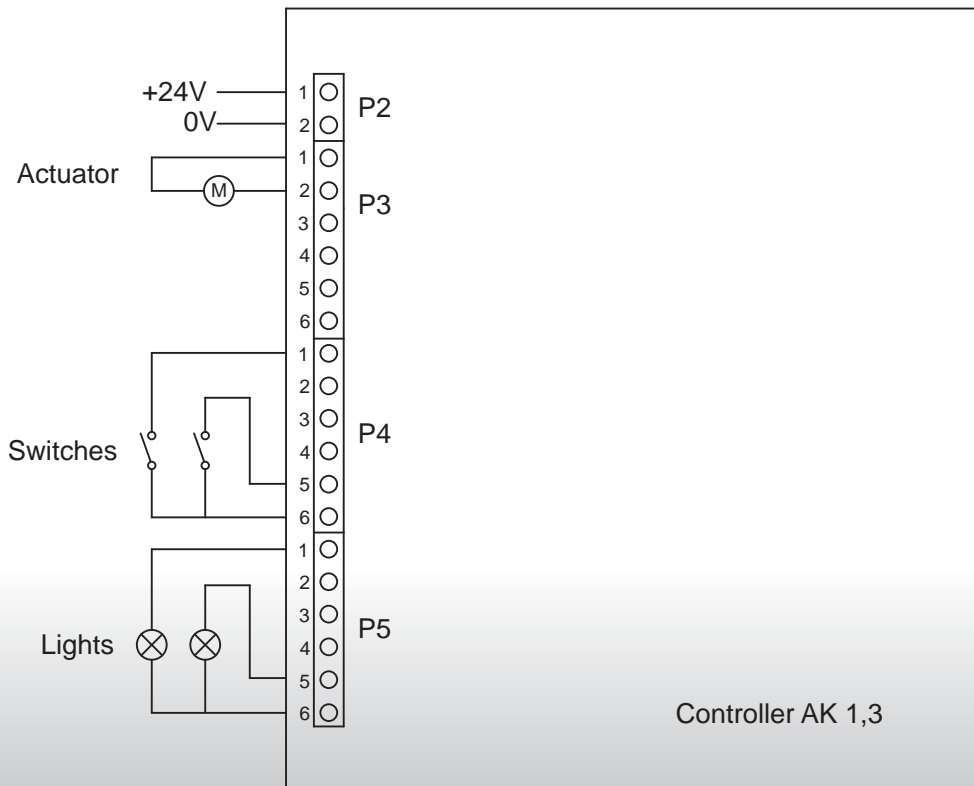 +24V 1 P2
0V 2
Actuator 1
M 2 P3
3
4
5
6
1
2
3 P4
Switches 4
5
6
1
2
3 P5
Lights 4
5
6 Controller AK 1,3